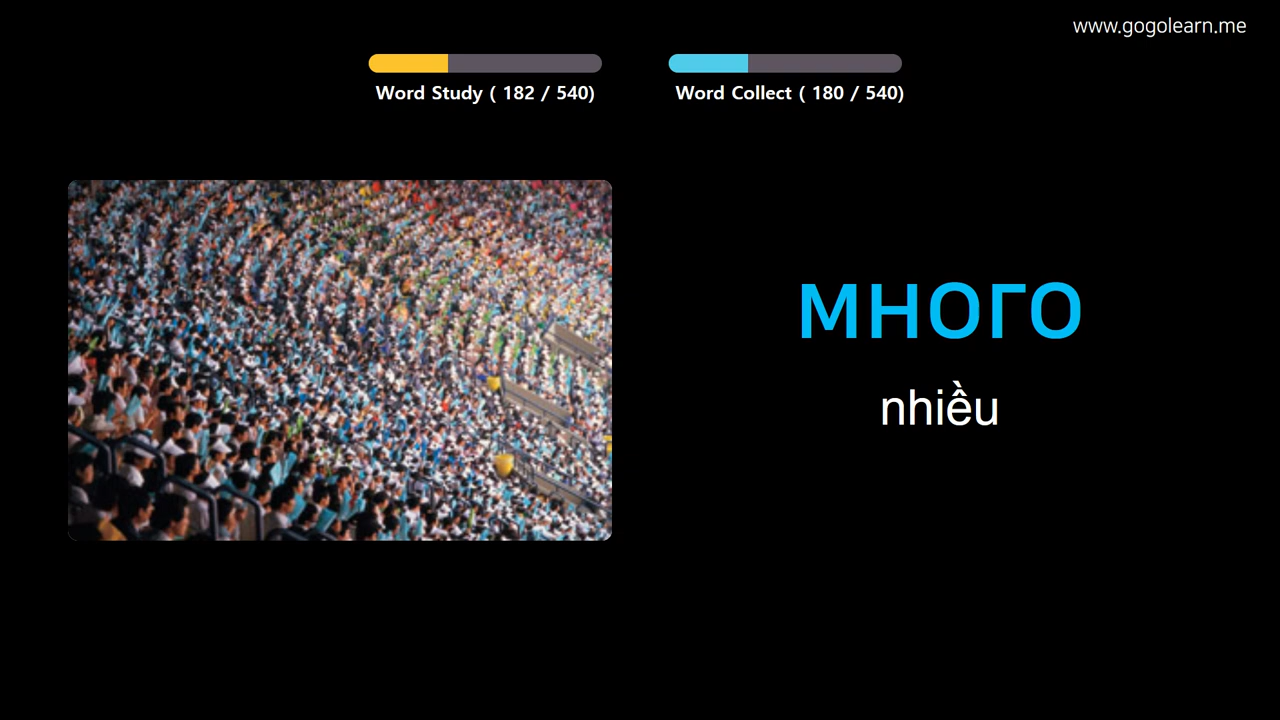 www.gogolearn.me
Word Study ( 182 / 540)
Word Collect ( 180 / 540)
много
nhiều